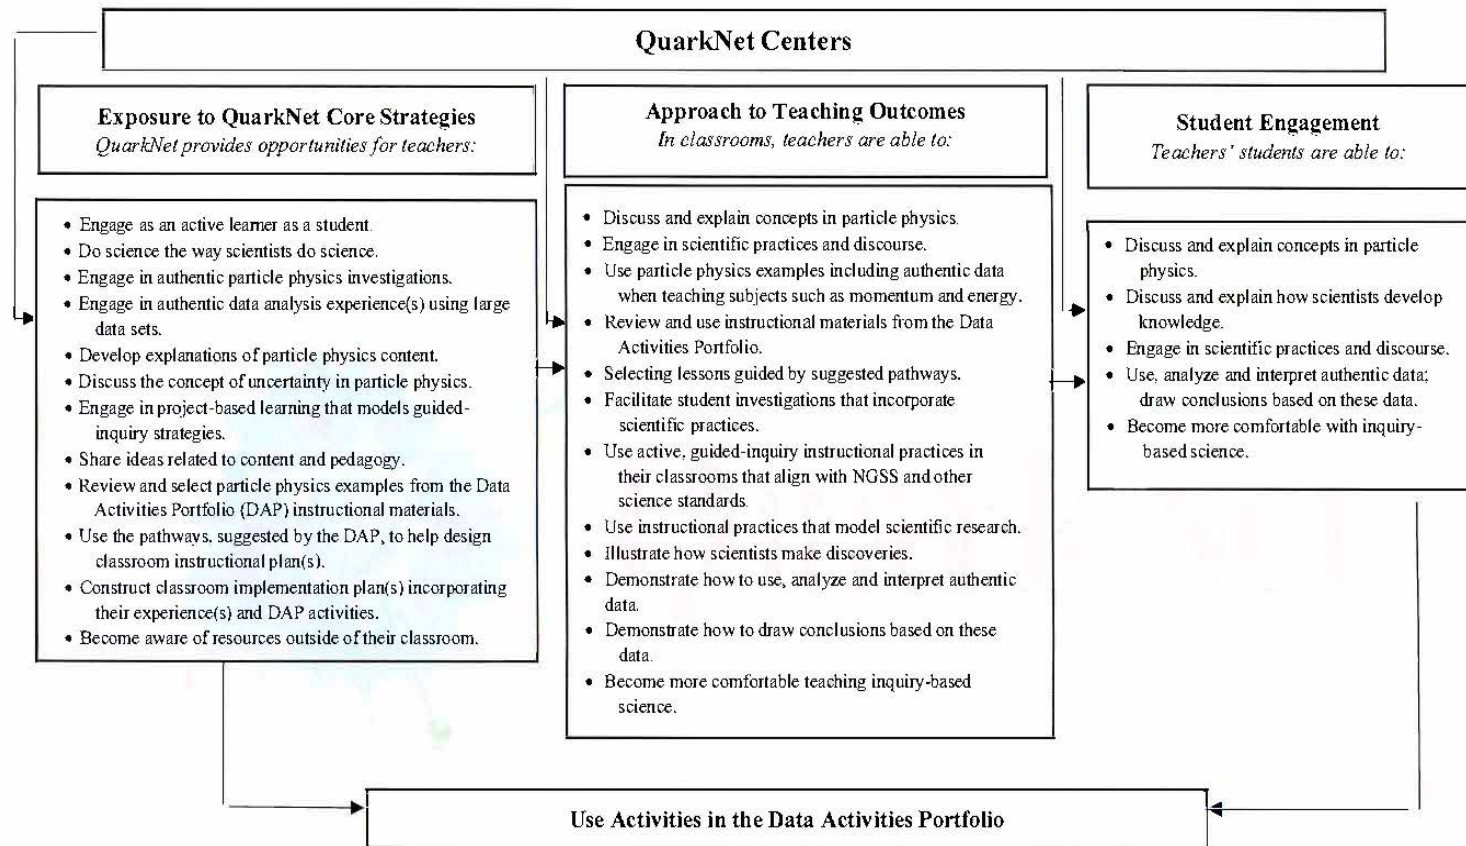 QuarkNet Centers
Exposure to QuarkNet Core Strategies
QuarkNet provides opportunities for teachers:
• Engage as an active learner as a student.
• Do science the way scientists do science.
• Engage in authentic particle physics investigations.
• Engage in authentic data analysis experience(s) using large
data sets.
• Develop explanations of particle physics content.
• Discuss the concept of uncertainty in particle physics.
• Engage in project-based learning that models guided-
inquiry strategies.
• Share ideas related to content and pedagogy.
• Review and select particle physics examples from the Data
Activities Portfolio (DAP) instructional materials.
• Use the pathways, suggested by the DAP, to help design
classroom instructional plan(s).
• Construct classroom implementation plan(s) incorporating
their experience(s) and DAP activities.
• Become aware of resources outside of their classroom.
Approach to Teaching Outcomes
In classrooms, teachers are able to:
• Discuss and explain concepts in particle physics.
• Engage in scientific practices and discourse.
• Use particle physics examples including authentic data
when teaching subjects such as momentum and energy.
• Review and use instructional materials from the Data
Activities Portfolio.
• Selecting lessons guided by suggested pathways.
• Facilitate student investigations that incorporate
scientific practices.
• Use active, guided-inquiry instructional practices in
their classrooms that align with NGSS and other
science standards.
• Use instructional practices that model scientific research.
• Illustrate how scientists make discoveries.
• Demonstrate how to use, analyze and interpret authentic
data.
• Demonstrate how to draw conclusions based on these
data.
• Become more comfortable teaching inquiry-based
science.
Student Engagement
Teachers' students are able to:
• Discuss and explain concepts in particle
physics.
• Discuss and explain how scientists develop
knowledge.
• Engage in scientific practices and discourse.
• Use, analyze and interpret authentic data;
draw conclusions based on these data.
• Become more comfortable with inquiry-
based science.
Use Activities in the Data Activities Portfolio